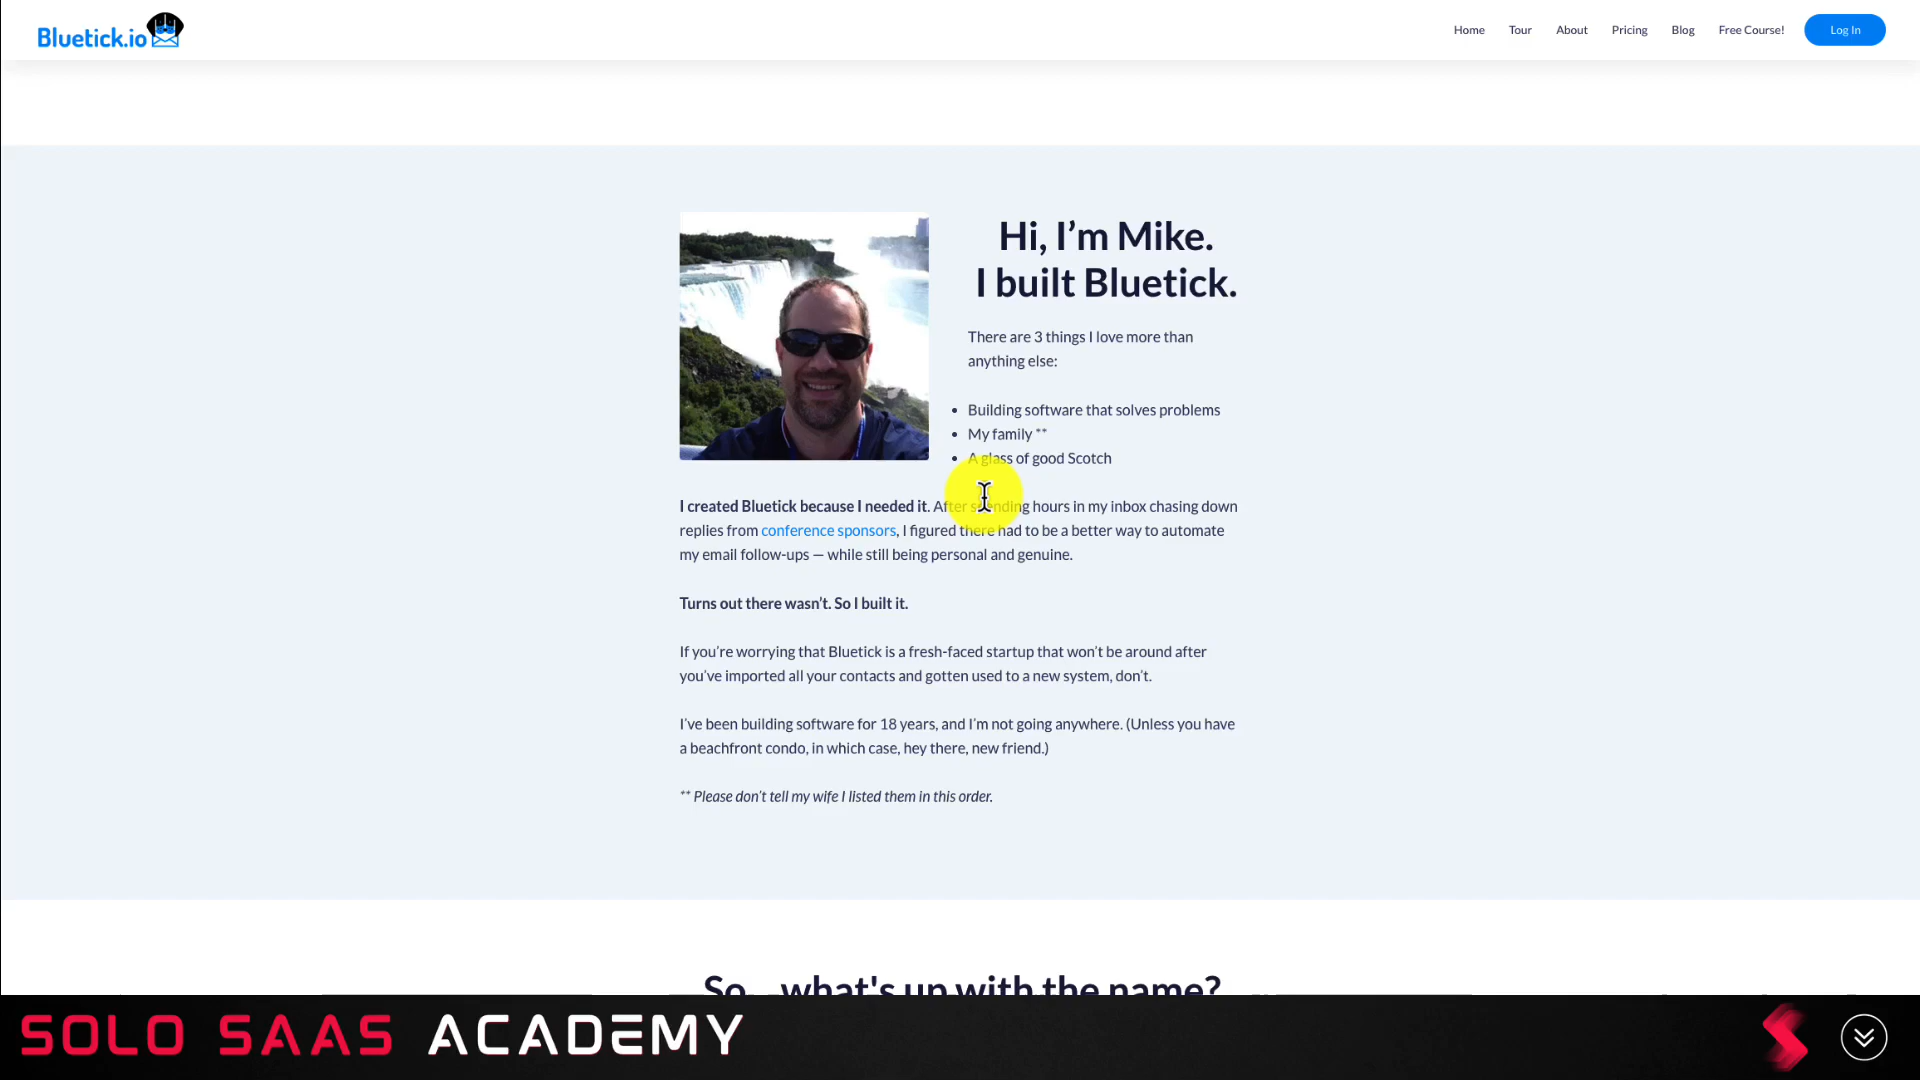 Bluetick.io
Home Tour About Pricing Blog Free Course! Log In
Hi, I’m Mike.
I built Bluetick.
There are 3 things I love more than
anything else:
• Building software that solves problems
• My family **
• A glass of good Scotch
I created Bluetick because I needed it. After spending hours in my inbox chasing down
replies from conference sponsors, I figured there had to be a better way to automate
my email follow-ups — while still being personal and genuine.
Turns out there wasn’t. So I built it.
If you’re worrying that Bluetick is a fresh-faced startup that won’t be around after
you’ve imported all your contacts and gotten used to a new system, don’t.
I’ve been building software for 18 years, and I’m not going anywhere. (Unless you have
a beachfront condo, in which case, hey there, new friend.)
** Please don’t tell my wife I listed them in this order.
So... what's up with the name?
SOLO SAAS ACADEMY